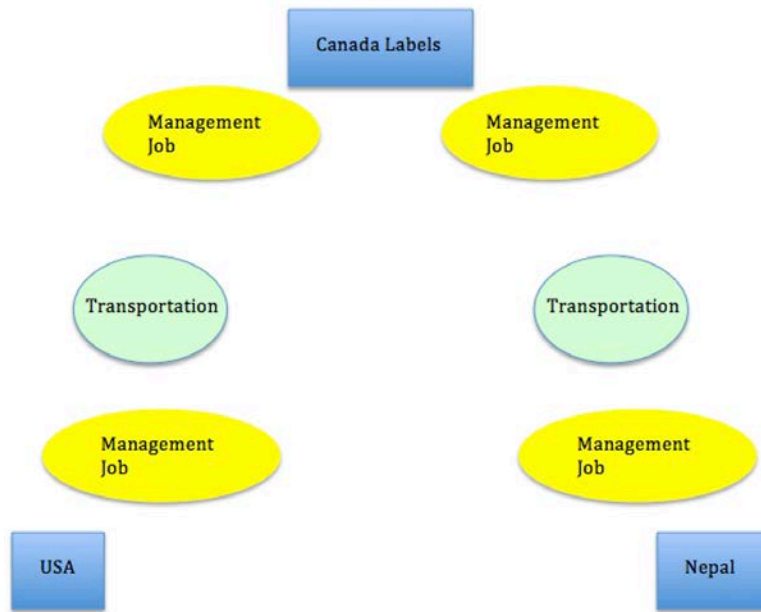 Canada Labels
Management
Job
Management
Job
Transportation
Transportation
Management
Job
Management
Job
USA
Nepal